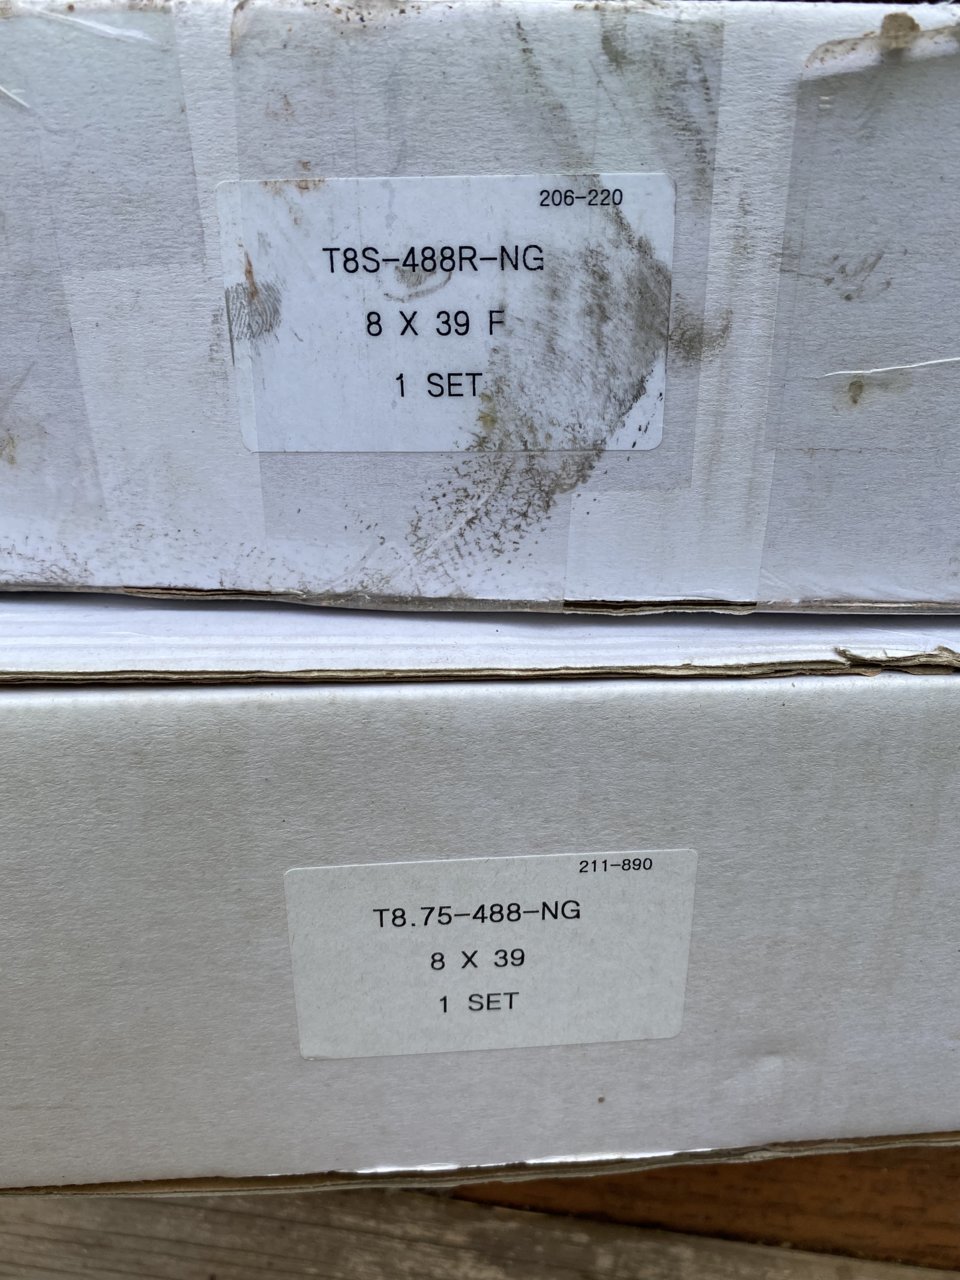 206-220
T8S-488R-NG
8 X 39 F
1 SET
211-890
T8.75-488-NG
8 X 39
1 SET